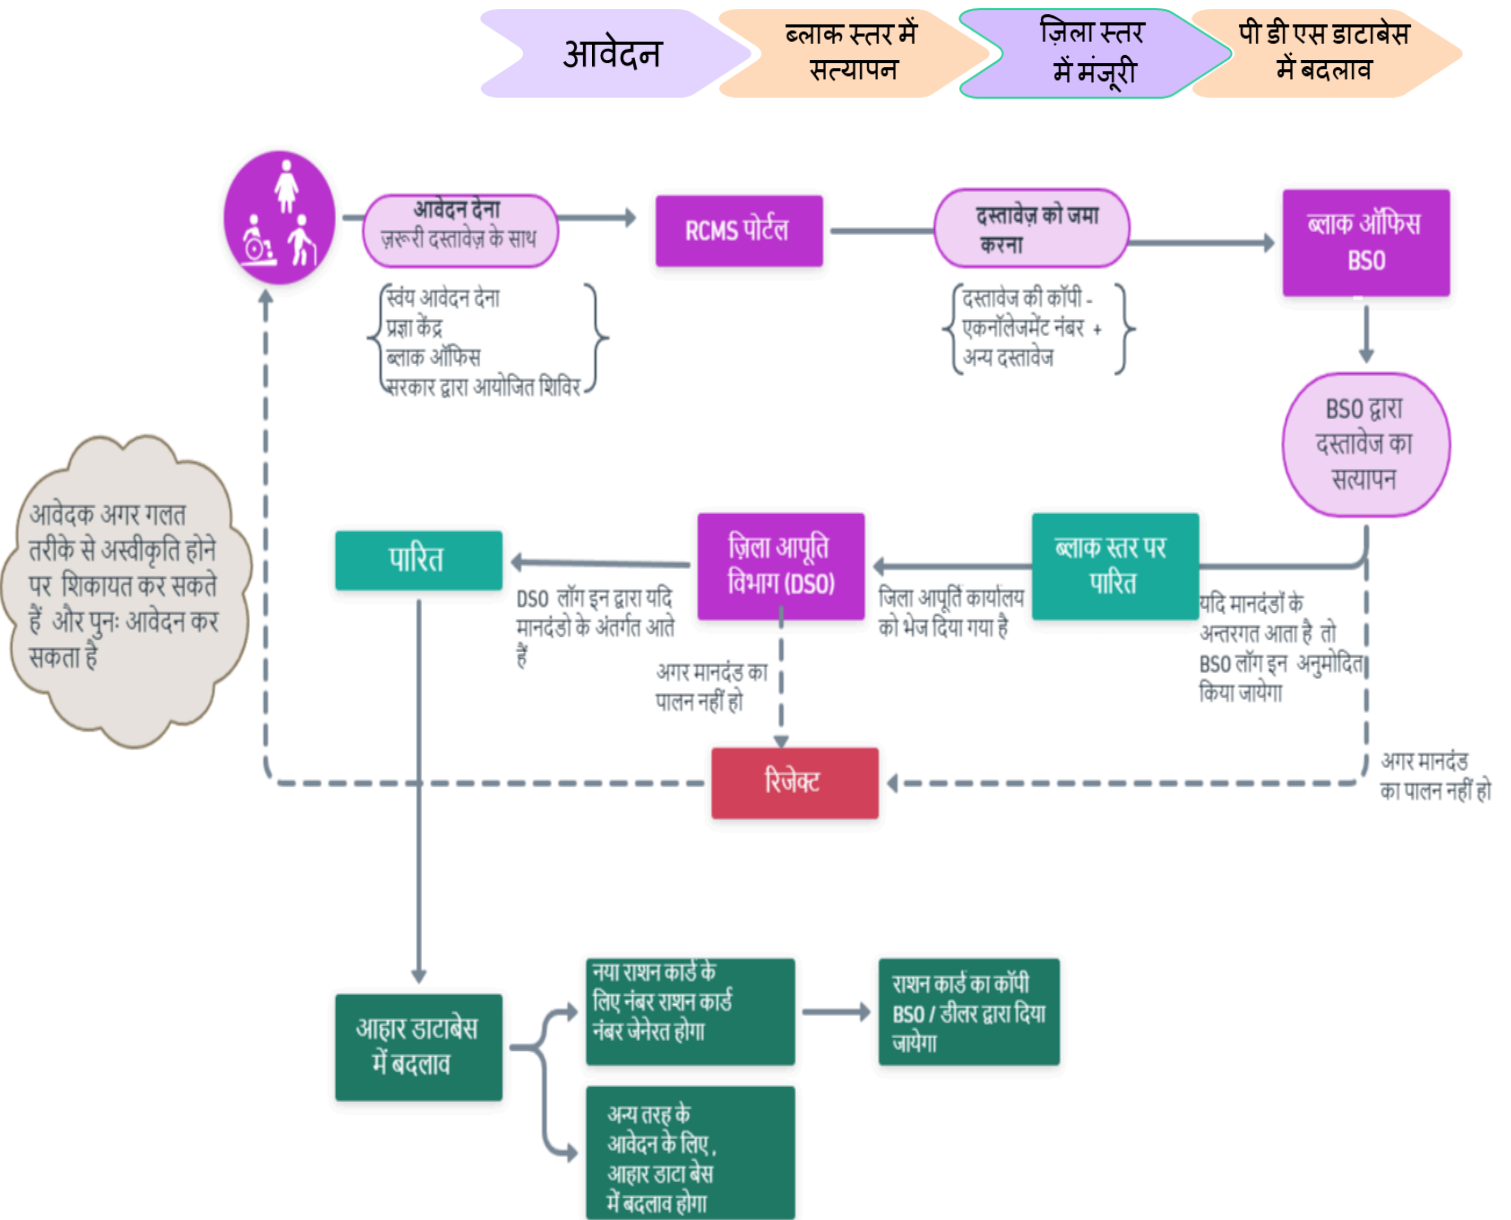 आवेदन
ब्लाक स्तर में
सत्यापन
ज़िला स्तर
में मंजूरी
पी डी एस डाटाबेस
में बदलाव
आवेदन देना
ज़रूरी दस्तावेज़ के साथ
RCMS पोर्टल
दस्तावेज़ को जमा
करना
ब्लाक ऑफिस
BSO
स्वंय आवेदन देना
प्रज्ञा केंद्र
ब्लाक ऑफिस
सरकार द्वारा आयोजित शिविर
दस्तावेज की कॉपी -
एकनॉलेजमेंट नंबर +
अन्य दस्तावेज
BSO द्वारा
दस्तावेज का
सत्यापन
आवेदक अगर गलत
तरीके से अस्वीकृति होने
पर शिकायत कर सकते
हैं और पुनः आवेदन कर
सकता है
पारित
DSO लॉग इन द्वारा यदि
मानदंडो के अंतर्गत आते
हैं
ज़िला आपूति
विभाग (DSO)
जिला आपूर्ति कार्यालय
को भेज दिया गया है
ब्लाक स्तर पर
पारित
यदि मानदंडों के
अन्तरगत आता है तो
BSO लॉग इन अनुमोदित
किया जायेगा
अगर मानदंड का
पालन नहीं हो
रिजेक्ट
अगर मानदंड
का पालन नहीं हो
आहार डाटाबेस
में बदलाव
नया राशन कार्ड के
लिए नंबर राशन कार्ड
नंबर जेनेरत होगा
राशन कार्ड का कॉपी
BSO / डीलर द्वारा दिया
जायेगा
अन्य तरह के
आवेदन के लिए ,
आहार डाटा बेस
में बदलाव होगा